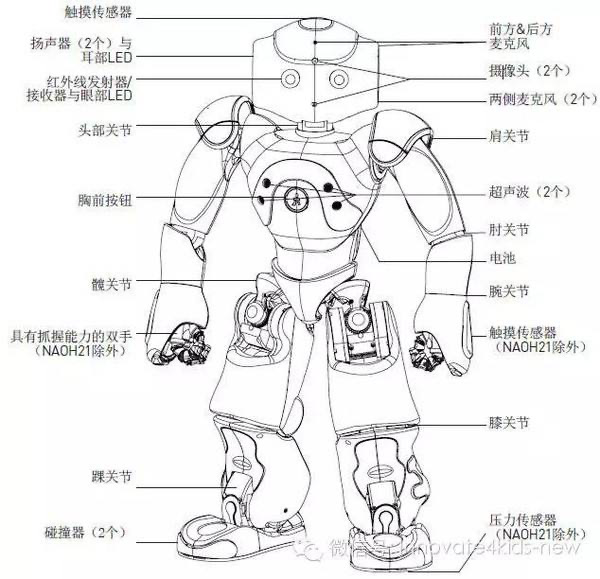 触摸传感器
扬声器（2个）与
耳部LED
红外线发射器/
接收器与眼部LED
头部关节
胸前按钮
髋关节
具有抓握能力的双手
（NAOH21除外）
踝关节
碰撞器（2个）
前方&后方
麦克风
摄像头（2个）
两侧麦克风（2个）
肩关节
超声波（2个）
肘关节
电池
腕关节
触摸传感器
（NAOH21除外）
膝关节
压力传感器
（NAOH21除外）
微信号: innovate4kids-new